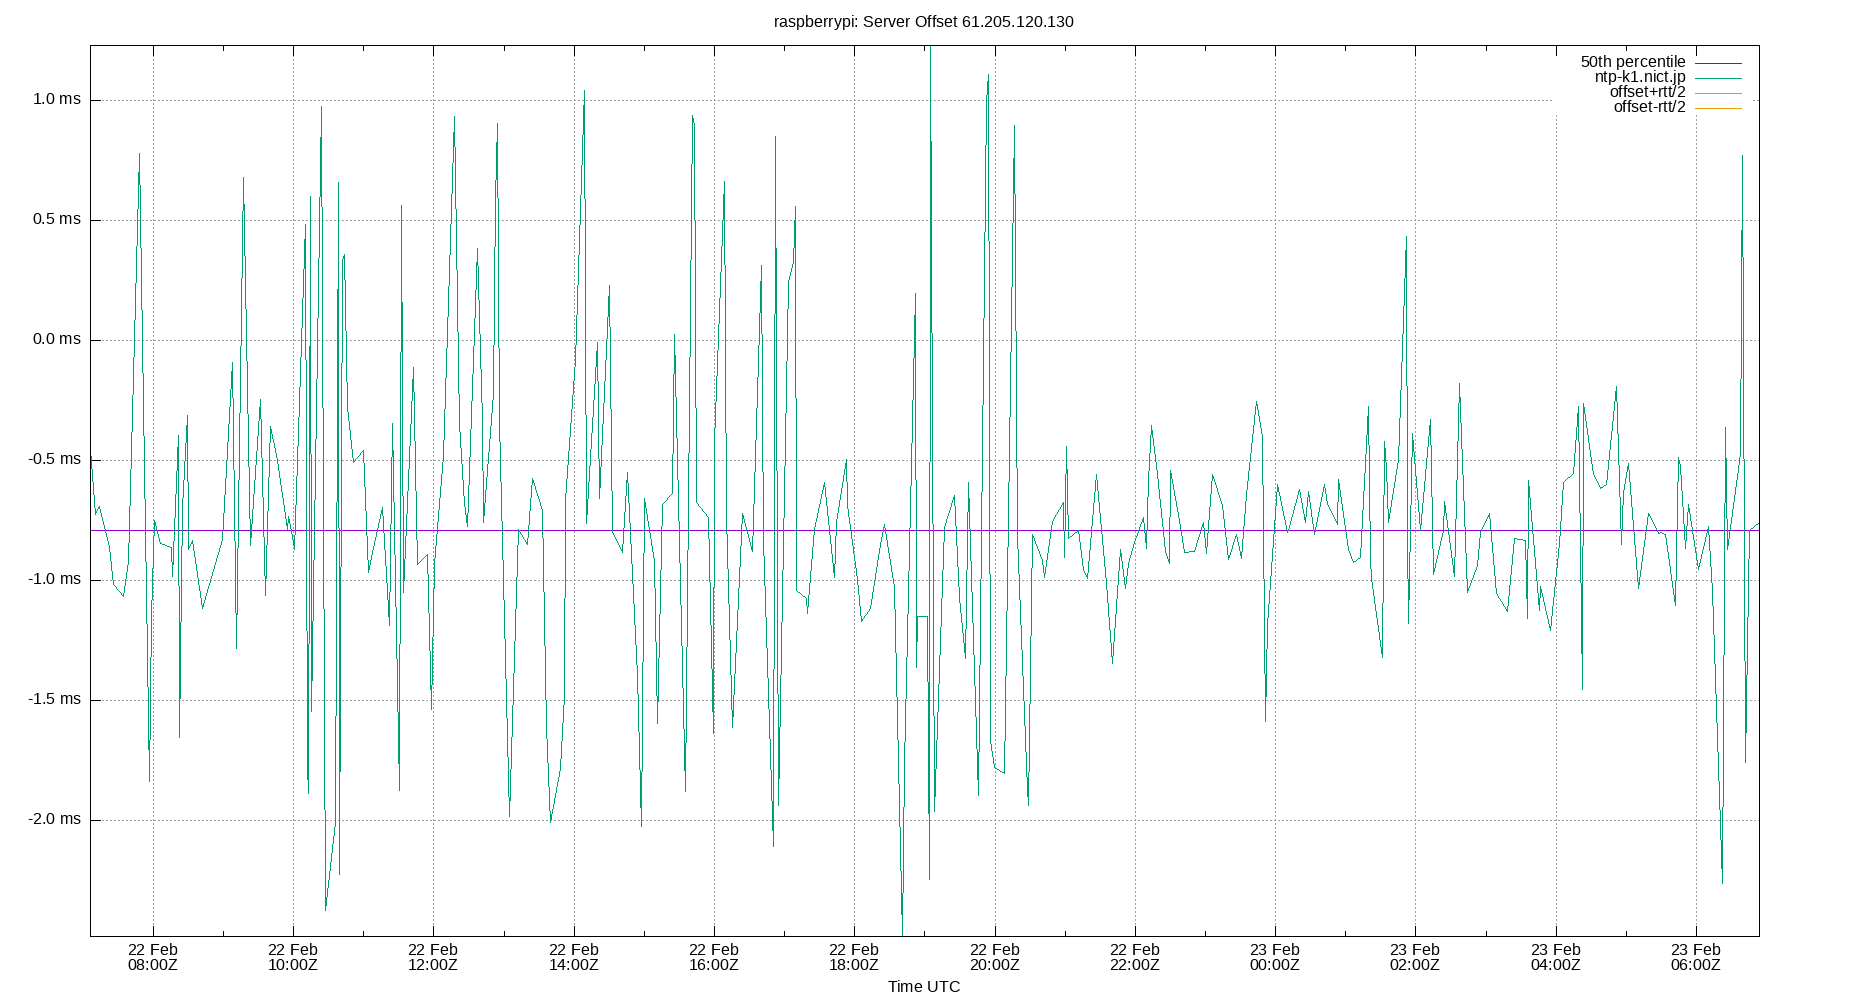 raspberrypi: Server Offset 61.205.120.130
50th percentile
ntp-k1.nict.jp
offset+rtt/2
offset-rtt/2
1.0 ms
0.5 ms
0.0 ms
-0.5 ms
-1.0 ms
-1.5 ms
-2.0 ms
22 Feb 22 Feb 22 Feb 22 Feb 22 Feb 22 Feb 22 Feb 22 Feb 23 Feb 23 Feb 23 Feb 23 Feb
08:00Z 10:00Z 12:00Z 14:00Z 16:00Z 18:00Z 20:00Z 22:00Z 00:00Z 02:00Z 04:00Z 06:00Z
Time UTC